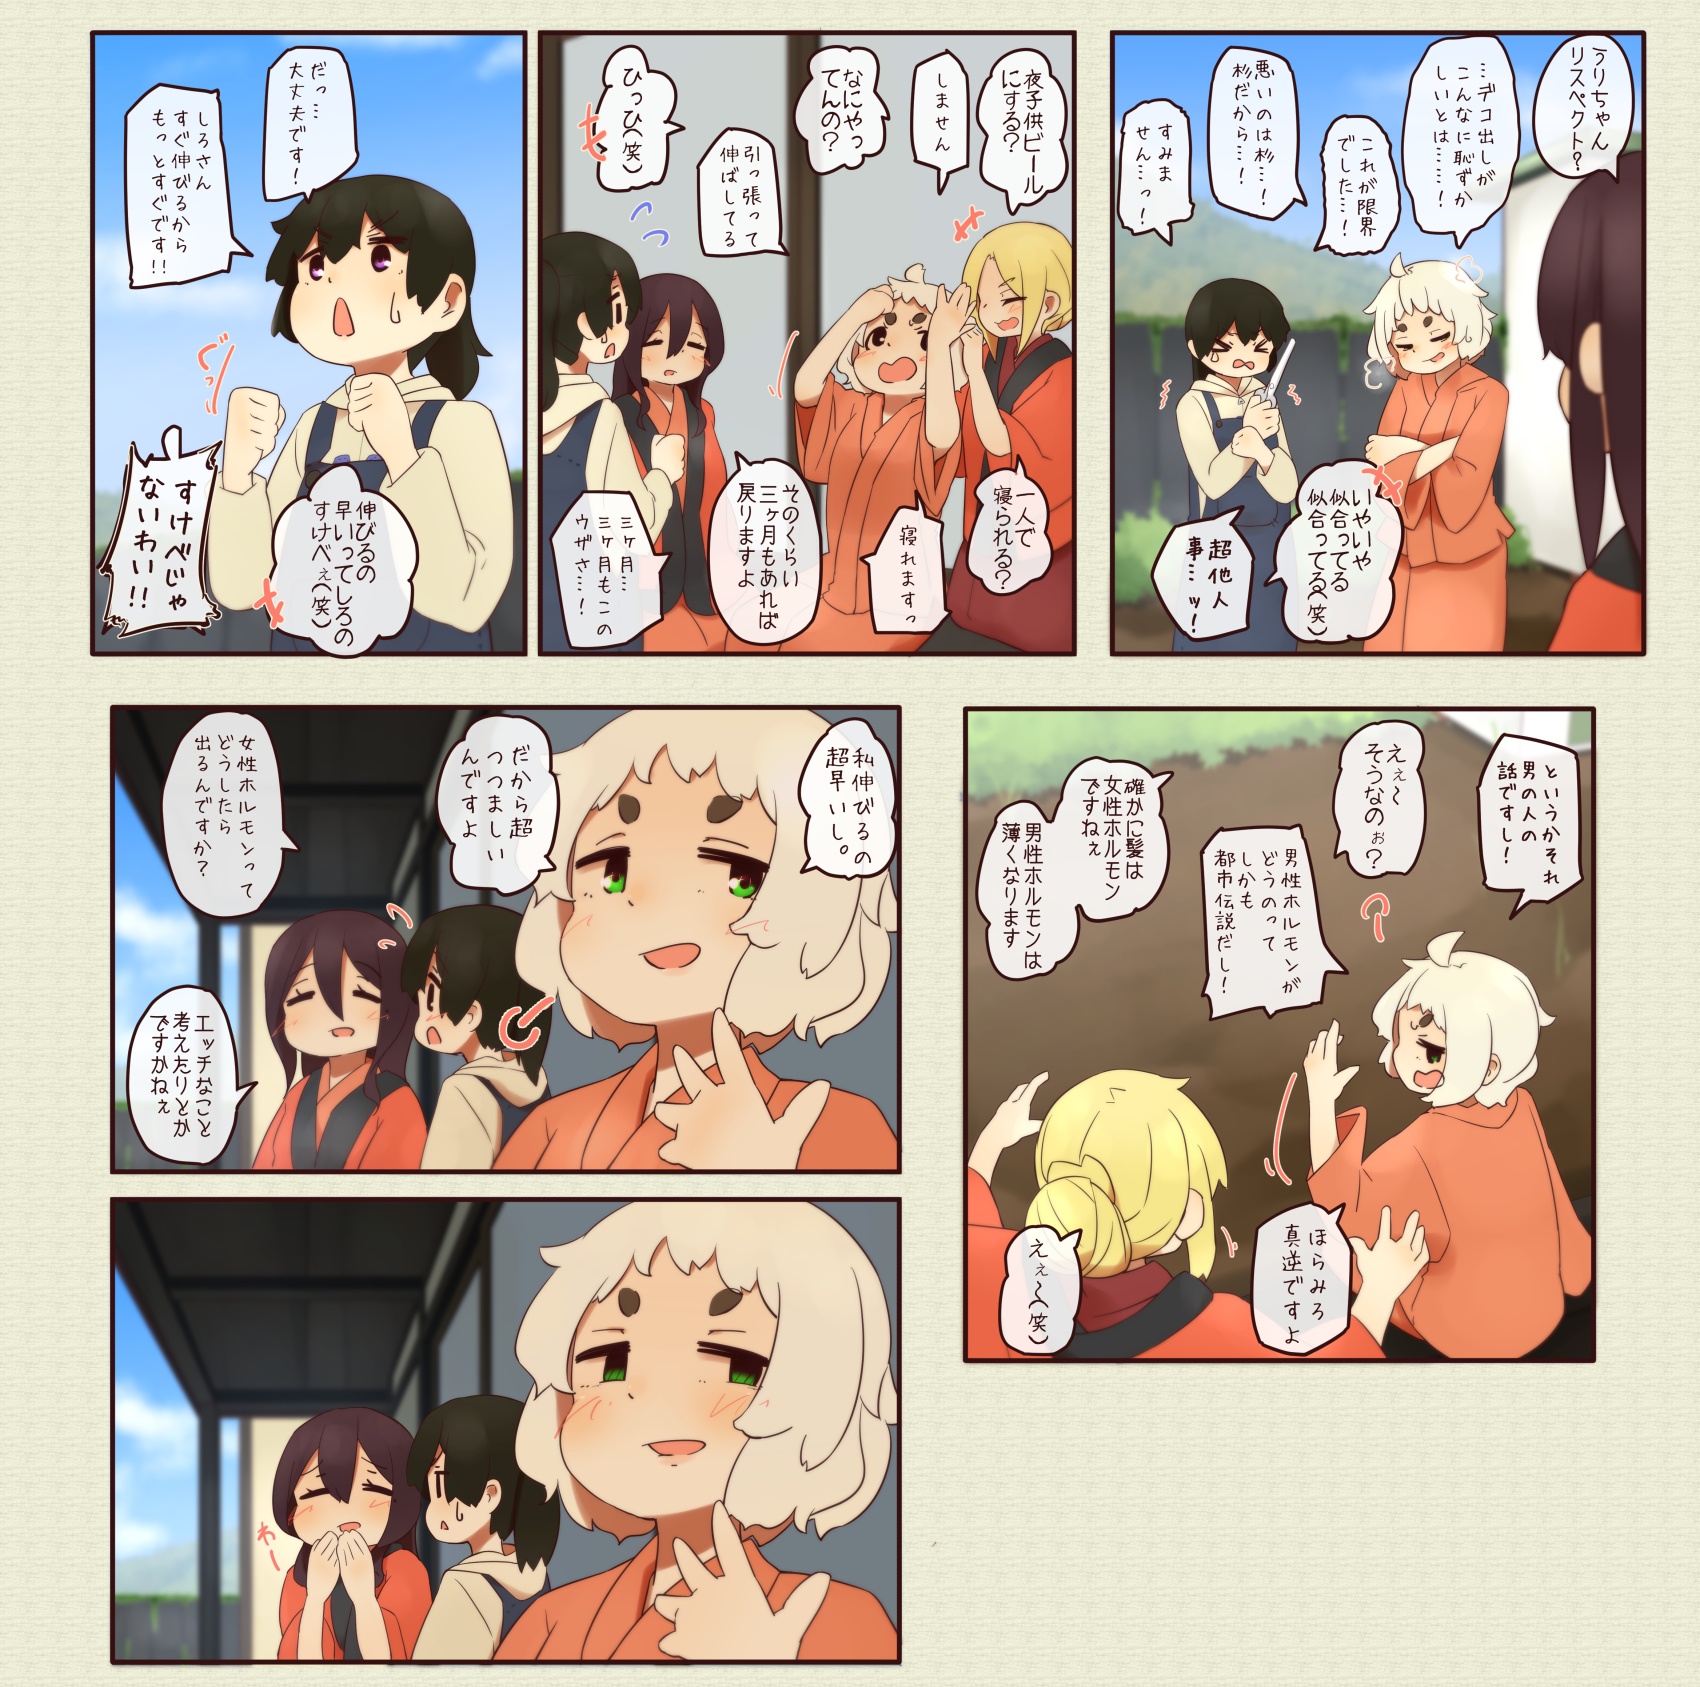 うりちゃん
リスペクト?
…デコ出しが
こんなに恥ずか
しいとは……!
これが限界
でした…!
悪いのは杉…!
杉だから…!
すみま
せん…っ!
いやいや
似合ってる
似合ってる(笑)
超他人
事…ッ!
夜子供ビール
にする?
しません
なにやっ
てんの?
引っ張って
伸ばしてる
ひっひ(笑)
一人で
寝られる?
寝れますっ
そのくらい
三ヶ月もあれば
戻りますよ
三ヶ月…
三ヶ月もこの
ウザさ…!
だっ…
大丈夫です!
しろさん
すぐ伸びるから
もっとすぐです!!
伸びるの
早いってしろの
すけべぇ(笑)
すけべじゃ
ないわい!!
というかそれ
男の人の
話ですし!
えぇ〜
そうなのぉ?
男性ホルモンが
どうのって
しかも
都市伝説だし!
確かに髪は
女性ホルモン
ですねぇ
男性ホルモンは
薄くなります
ほらみろ
真逆ですよ
えぇ〜(笑)
私伸びるの
超早いし。
だから超
つつましい
んですよ
女性ホルモンって
どうしたら
出るんですか?
エッチなこと
考えたりとか
ですかねぇ
わー